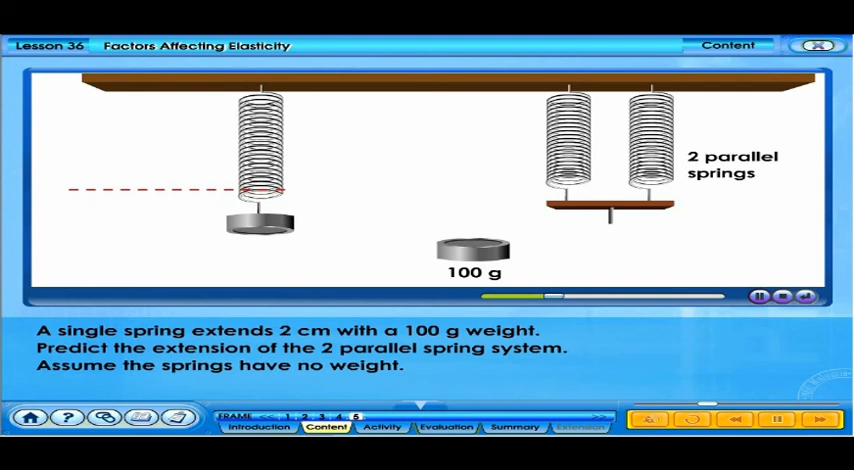 Lesson 36
Factors Affecting Elasticity
Content
2 parallel
springs
100 g
A single spring extends 2 cm with a 100 g weight.
Predict the extension of the 2 parallel spring system.
Assume the springs have no weight.
FRAME << 1 2 3 4 5 >>
Introduction
Content
Activity
Evaluation
Summary
Extension